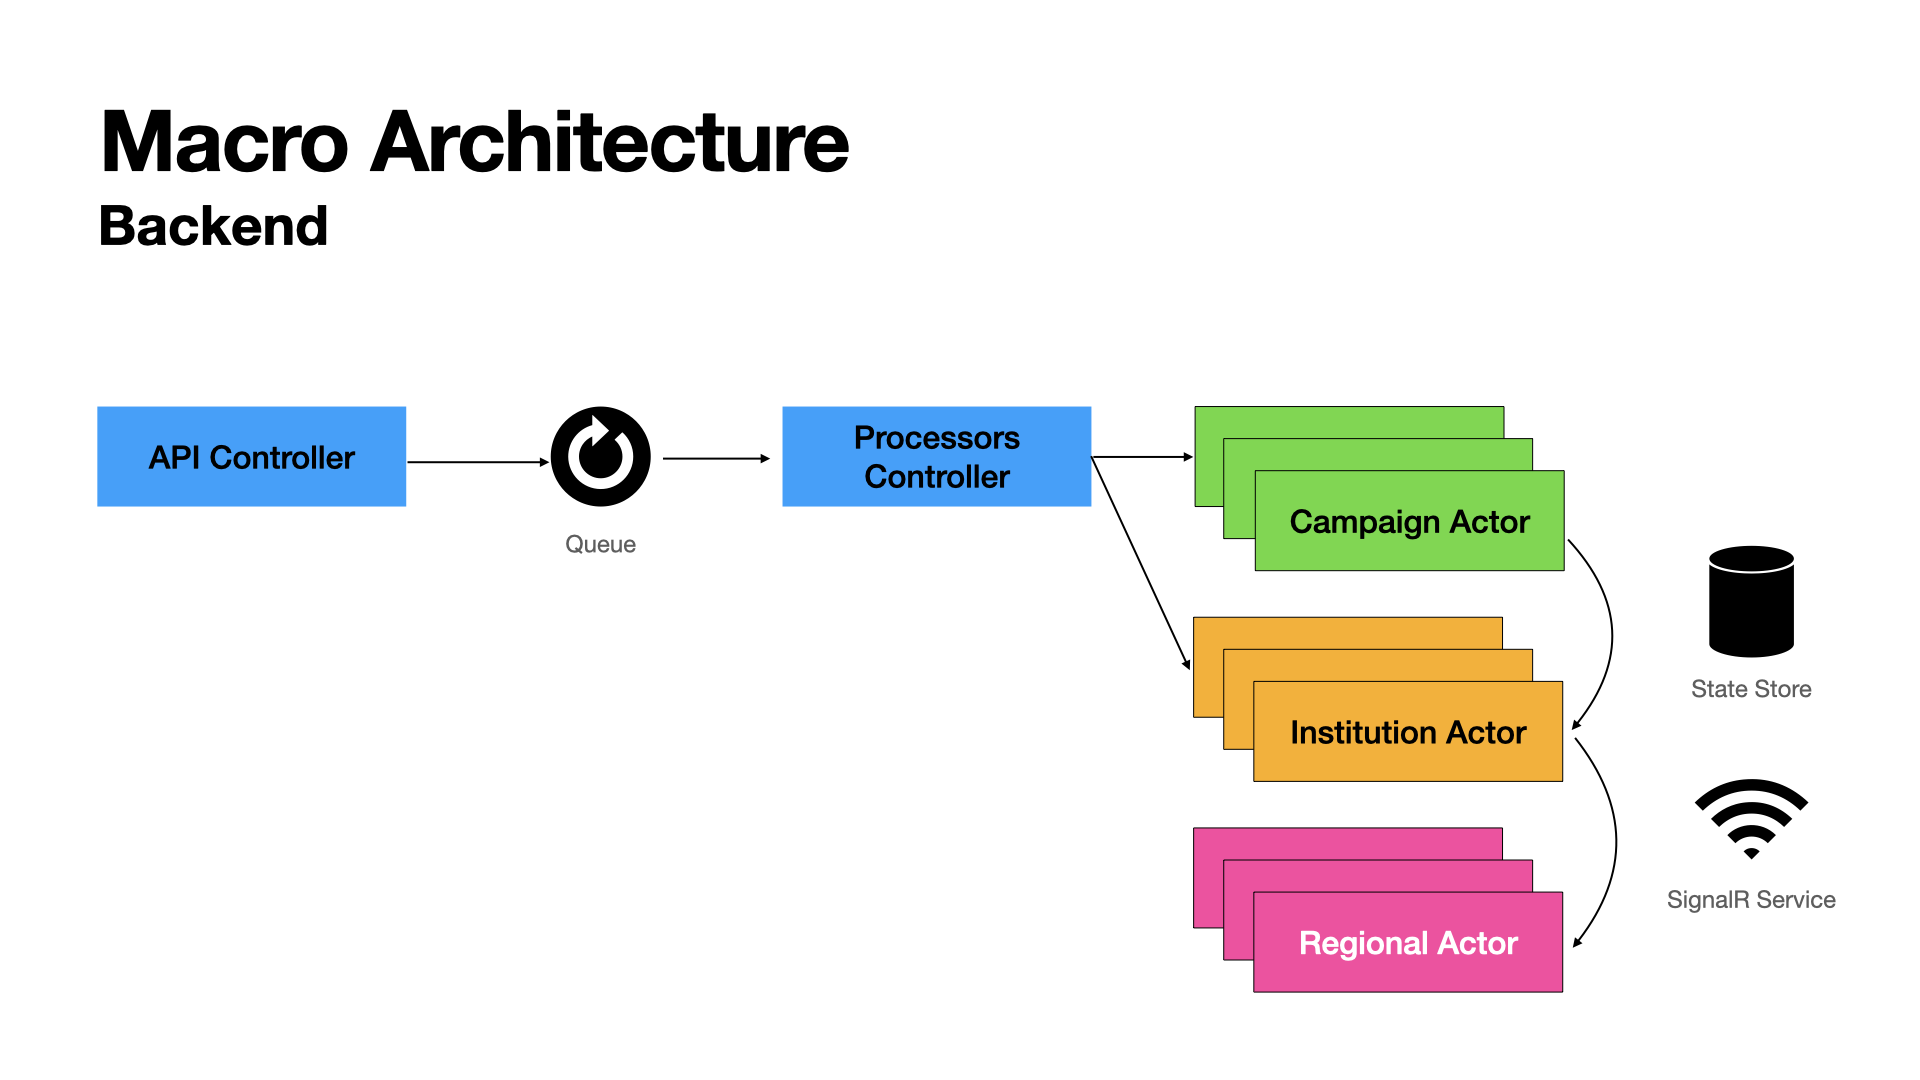 Macro Architecture
Backend
API Controller
Queue
Processors
Controller
Campaign Actor
State Store
Institution Actor
SignalR Service
Regional Actor